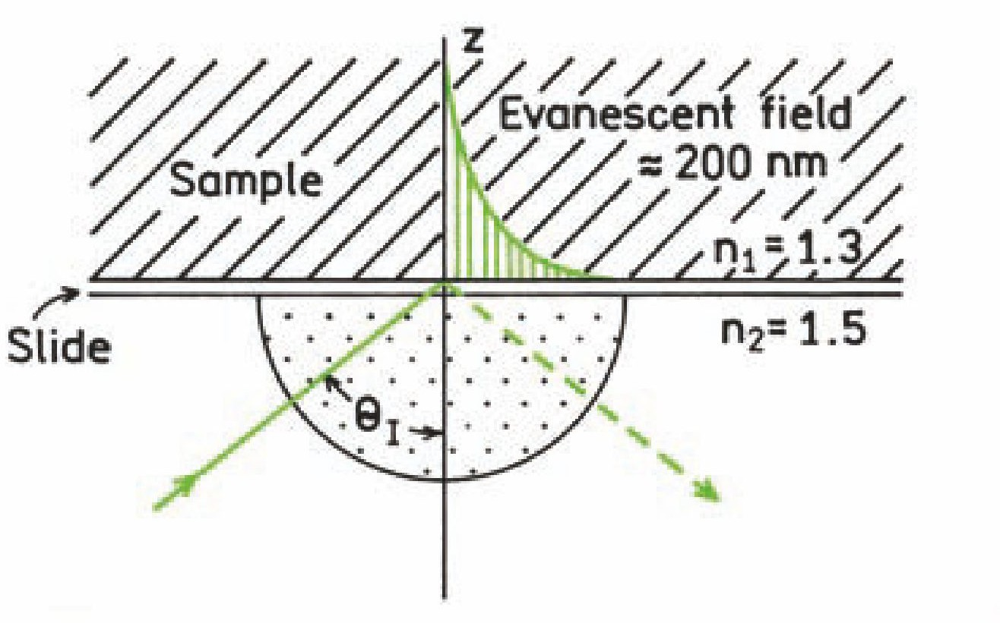 z
Evanescent field
≈ 200 nm
Sample
n₁ = 1.3
Slide
n₂= 1.5
θI